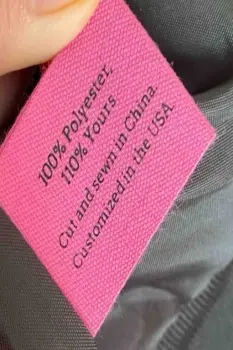 100% Polyester,
110% Yours
Cut and sewn in China.
Customized in the USA